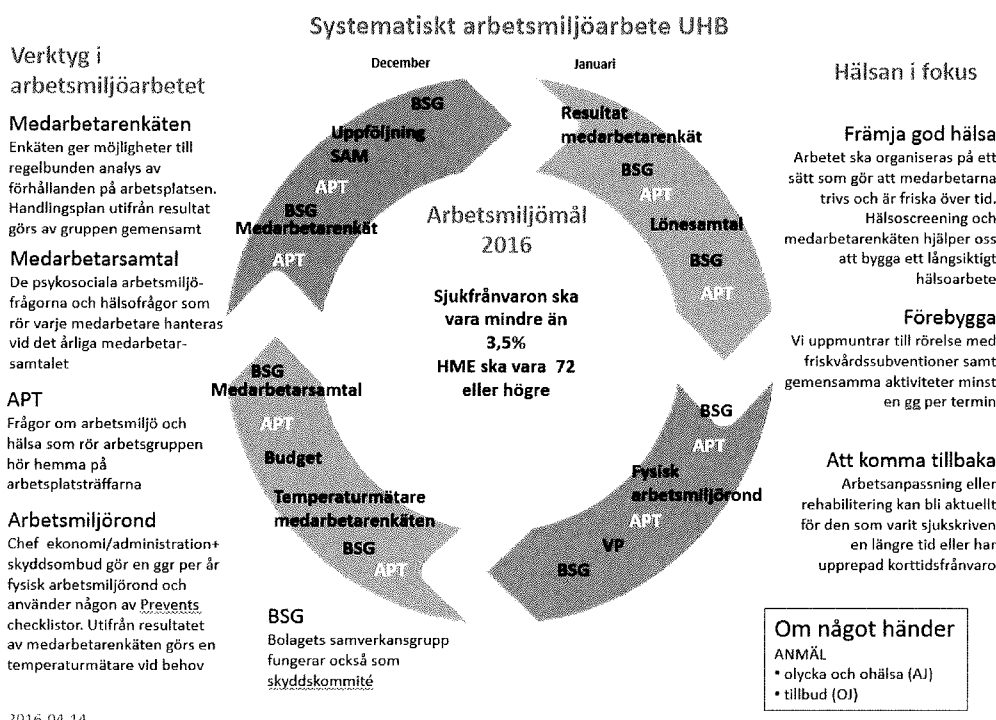 Systematiskt arbetsmiljöarbete UHB
Verktyg i
arbetsmiljöarbetet
Medarbetarenkäten
Enkäten ger möjligheter till
regelbunden analys av
förhållanden på arbetsplatsen.
Handlingsplan utifrån resultat
görs av gruppen gemensamt
Medarbetarsamtal
De psykosociala arbetsmiljö-
frågorna och hälsofrågor som
rör varje medarbetare hanteras
vid det årliga medarbetar-
samtalet
APT
Frågor om arbetsmiljö och
hälsa som rör arbetsgruppen
hör hemma på
arbetsplatsträffarna
Arbetsmiljörond
Chef ekonomi/administration+
skyddsombud gör en ggr per år
fysisk arbetsmiljörond och
använder någon av Prevents
checklistor. Utifrån resultatet
av medarbetarenkäten görs en
temperaturmätare vid behov
2016-04-14
December
Januari
Resultat
medarbetarenkät
BSG
APT
Lönesamtal
BSG
APT
BSG
APT
Fysisk
arbetsmiljörond
APT
VP
BSG
BSG
Medarbetarsamtal
APT
Budget
Temperaturmätare
medarbetarenkäten
BSG
APT
BSG
Uppföljning
SAM
APT
BSG
Medarbetarenkät
APT
Arbetsmiljömål
2016
Sjukfrånvaron ska
vara mindre än
3,5%
HME ska vara 72
eller högre
BSG
Bolagets samverkansgrupp
fungerar också som
skyddskommité
Hälsan i fokus
Främja god hälsa
Arbetet ska organiseras på ett
sätt som gör att medarbetarna
trivs och är friska över tid.
Hälsoscreening och
medarbetarenkäten hjälper oss
att bygga ett långsiktigt
hälsoarbete
Förebygga
Vi uppmuntrar till rörelse med
friskvårdssubventioner samt
gemensamma aktiviteter minst
en gg per termin
Att komma tillbaka
Arbetsanpassning eller
rehabilitering kan bli aktuellt
för den som varit sjukskriven
en längre tid eller har
upprepad korttidsfrånvaro
Om något händer
ANMÄL
• olycka och ohälsa (AJ)
• tillbud (OJ)